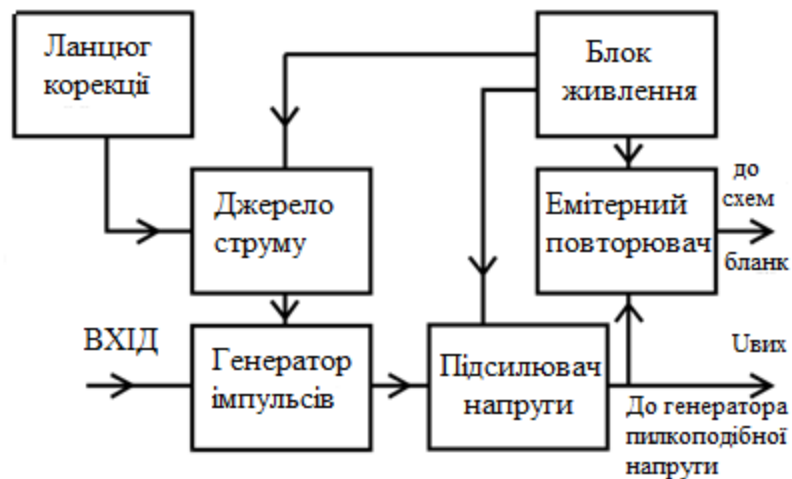 Ланцюг
корекції
Блок
живлення
Джерело
струму
Емітерний
повторювач
до
схем
бланк
ВХІД
Генератор
імпульсів
Підсилювач
напруги
Uвих
До генератора
пилкоподібної
напруги